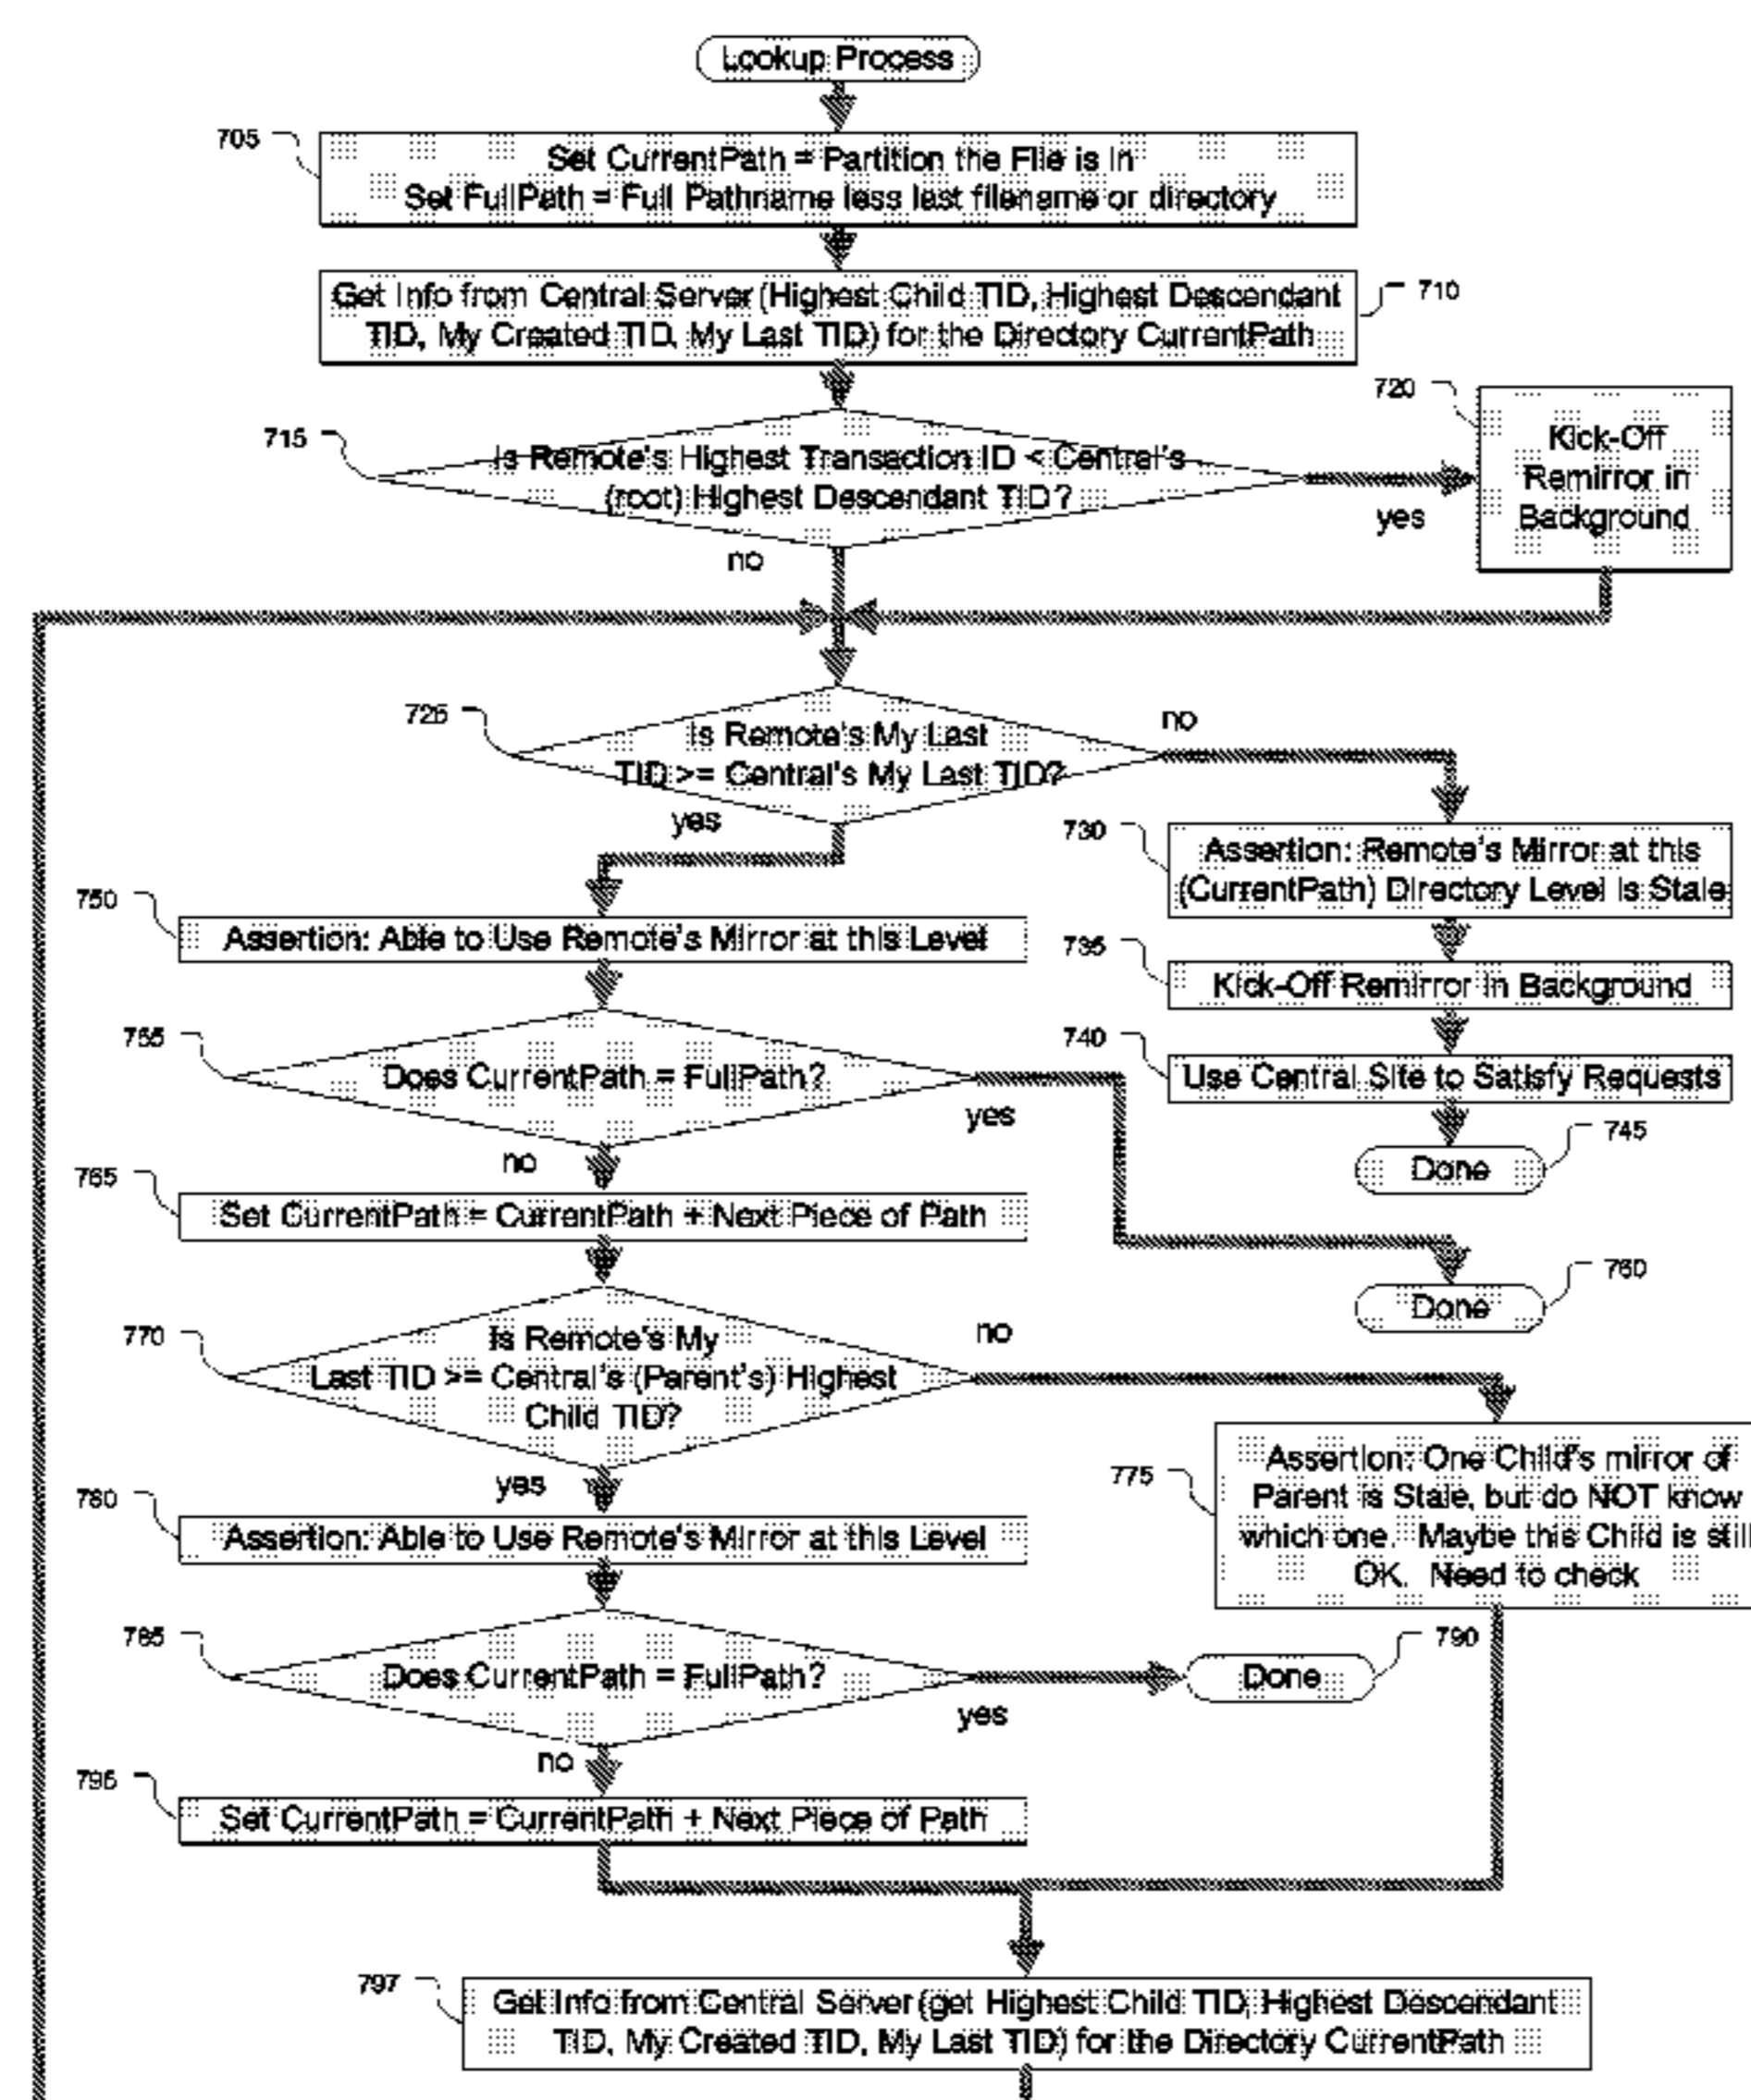 Lookup Process
705
Set CurrentPath = Partition the File is in
Set FullPath = Full Pathname less last filename or directory
Get Info from Central Server (Highest Child TID, Highest Descendant
TID, My Created TID, My Last TID) for the Directory CurrentPath
710
715
Is Remote's Highest Transaction ID < Central's
(root) Highest Descendant TID?
yes
no
720
Kick-Off
Remirror in
Background
725
Is Remote's My Last
TID >= Central's My Last TID?
no
yes
730
Assertion: Remote's Mirror at this
(CurrentPath) Directory Level is Stale
735
Kick-Off Remirror in Background
740
Use Central Site to Satisfy Requests
Done
745
750
Assertion: Able to Use Remote's Mirror at this Level
755
Does CurrentPath = FullPath?
yes
no
Done
760
765
Set CurrentPath = CurrentPath + Next Piece of Path
770
Is Remote's My
Last TID >= Central's (Parent's) Highest
Child TID?
no
yes
775
Assertion: One Child's mirror of
Parent is Stale, but do NOT know
which one. Maybe this Child is still
OK. Need to check
780
Assertion: Able to Use Remote's Mirror at this Level
785
Does CurrentPath = FullPath?
yes
no
Done
790
795
Set CurrentPath = CurrentPath + Next Piece of Path
797
Get Info from Central Server (get Highest Child TID, Highest Descendant
TID, My Created TID, My Last TID) for the Directory CurrentPath